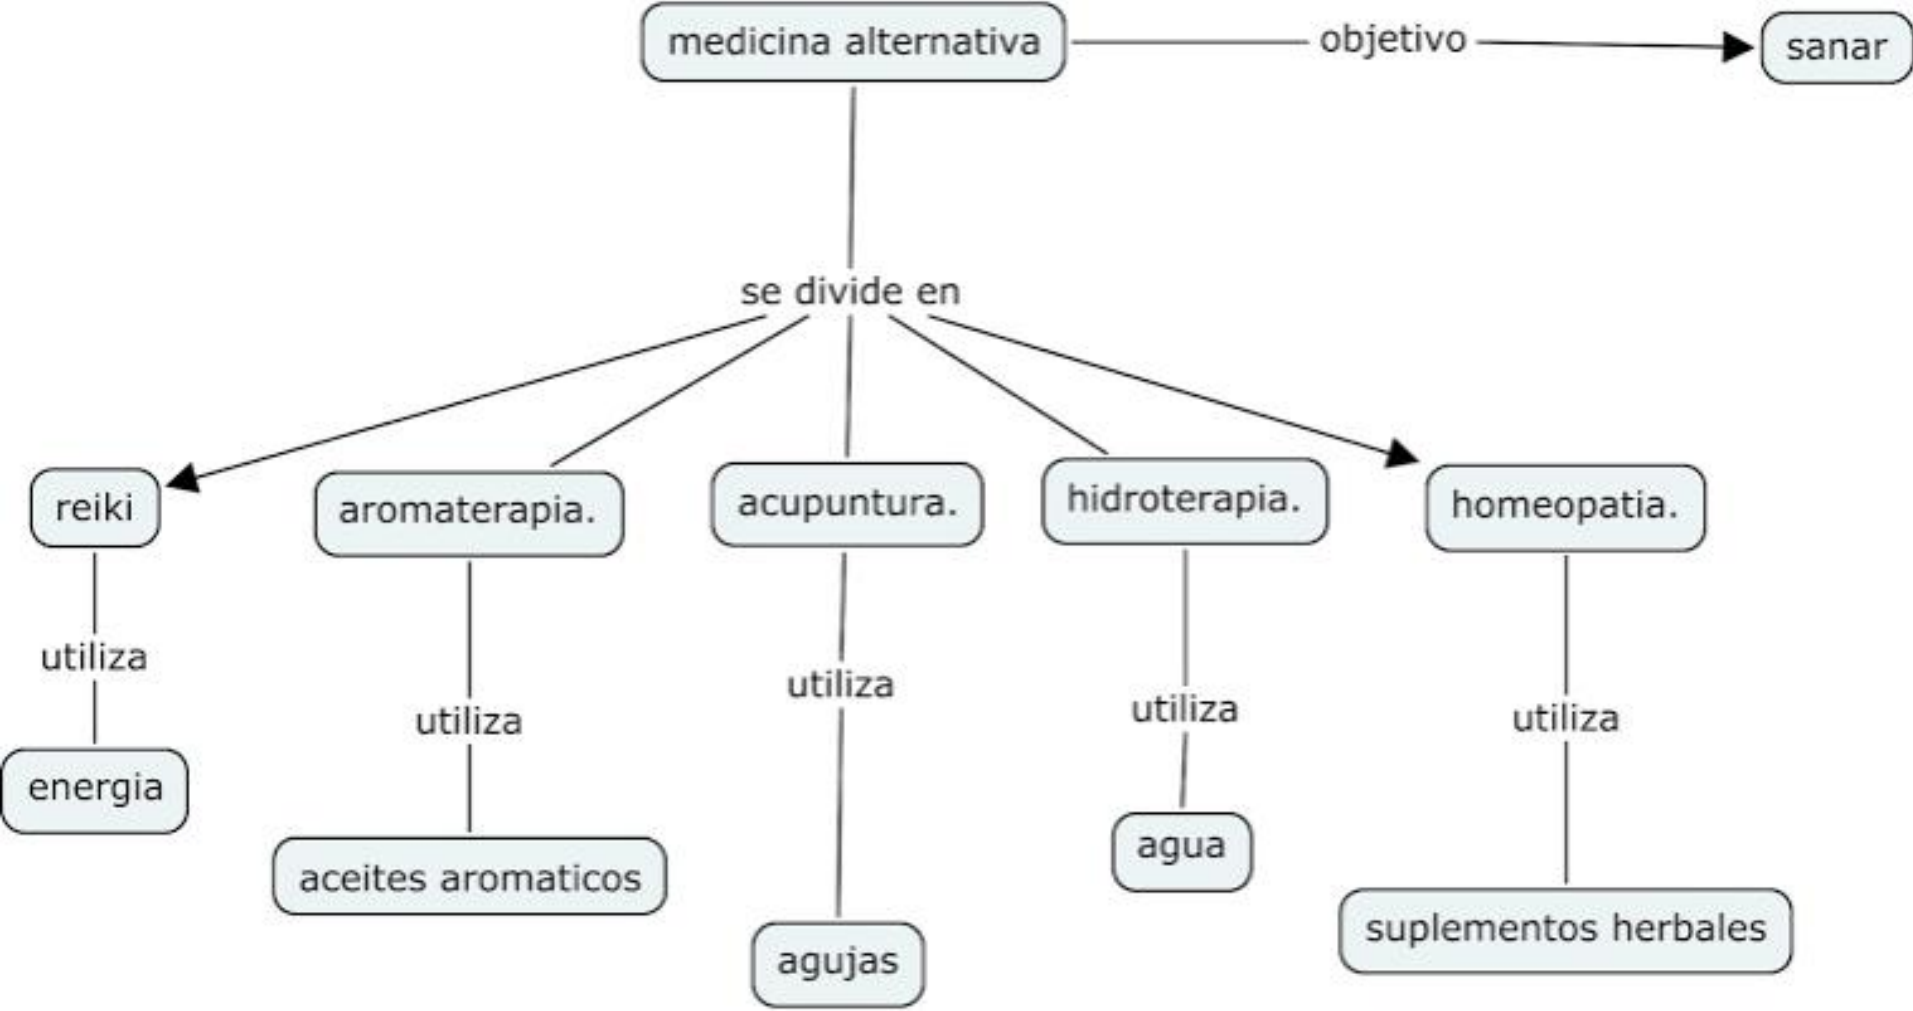 medicina alternativa
objetivo
sanar
se divide en
reiki
aromaterapia.
acupuntura.
hidroterapia.
homeopatia.
utiliza
utiliza
utiliza
utiliza
utiliza
energia
aceites aromaticos
agujas
agua
suplementos herbales